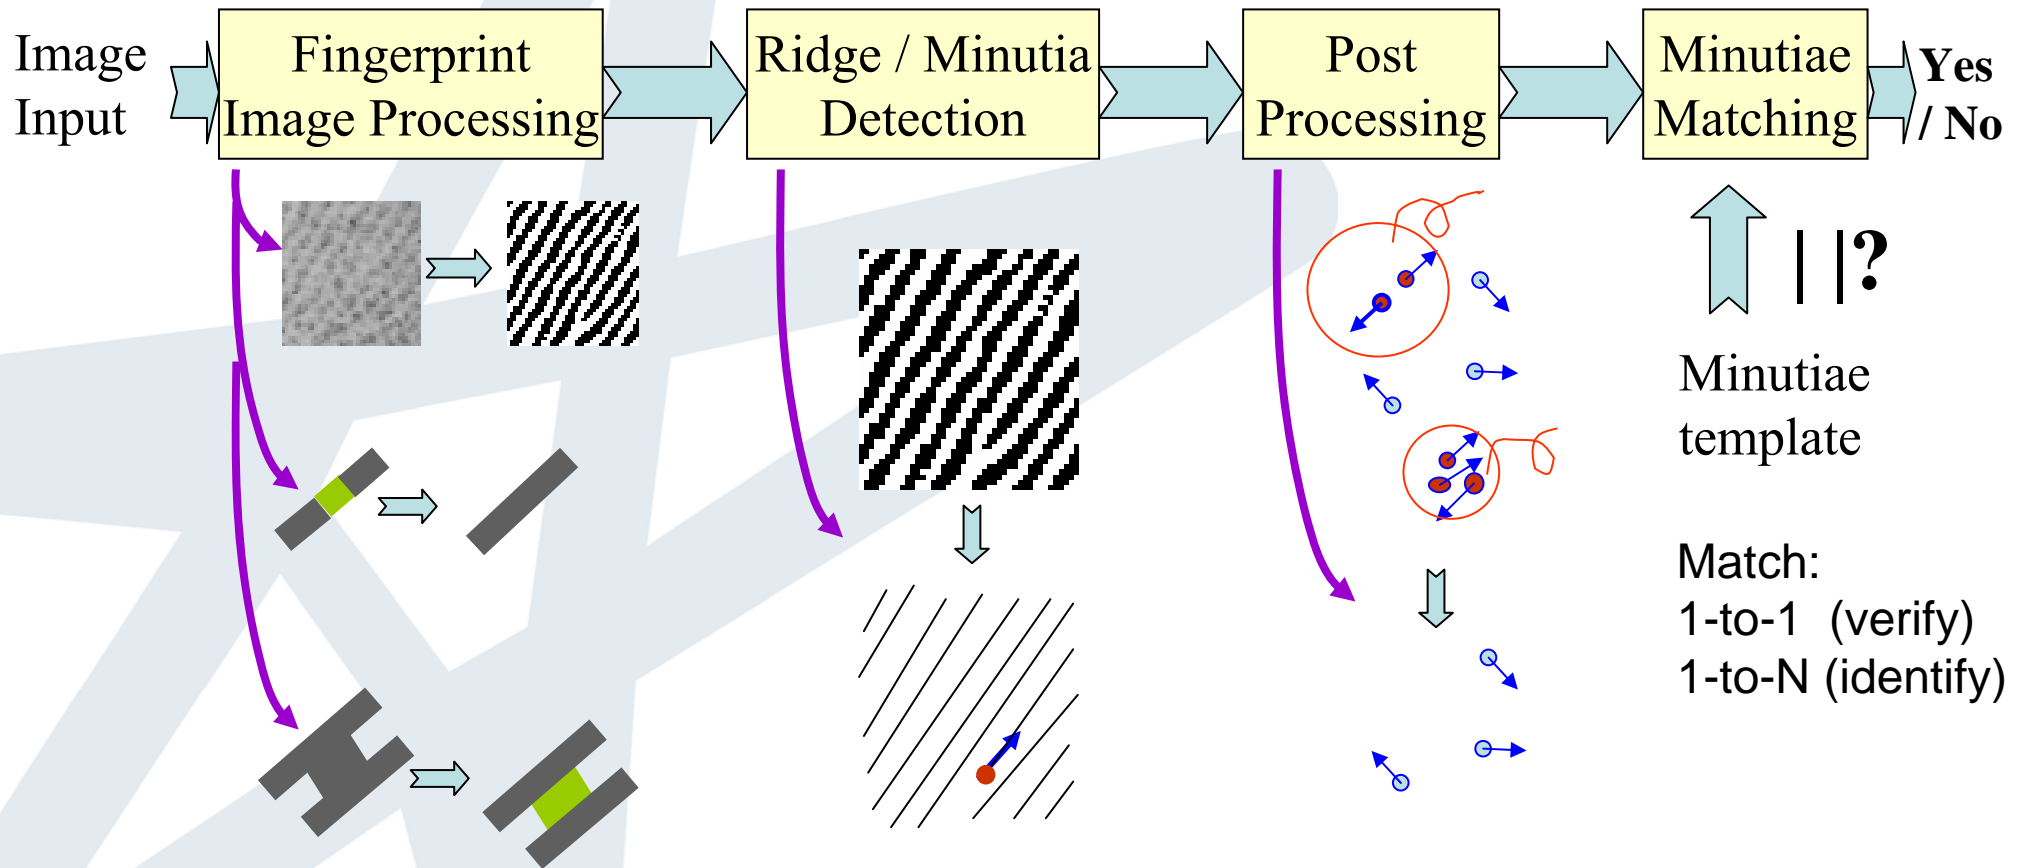 Image
Input
Fingerprint
Image Processing
Ridge / Minutia
Detection
Post
Processing
Minutiae
Matching
Yes
/ No
| |?
Minutiae
template
Match:
1-to-1  (verify)
1-to-N (identify)